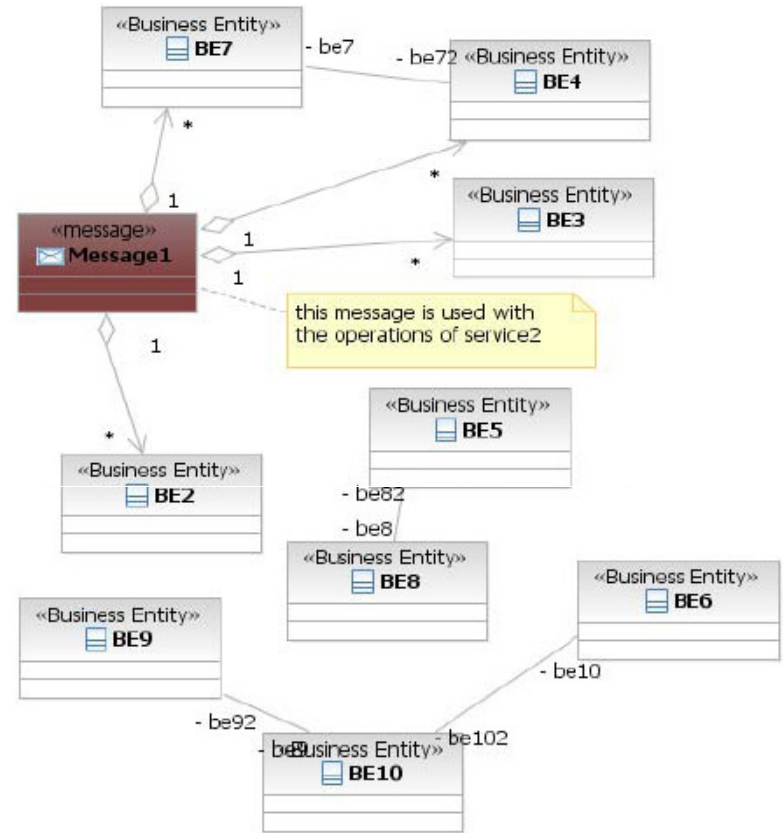 «Business Entity»
BE7
- be7
- be72
«Business Entity»
BE4
*
1
*
1
«message»
Message1
«Business Entity»
BE3
*
1
this message is used with
the operations of service2
1
*
«Business Entity»
BE2
«Business Entity»
BE5
- be82
- be8
«Business Entity»
BE8
«Business Entity»
BE6
«Business Entity»
BE9
- be10
- be92
- be102
- be9
«Business Entity»
BE10